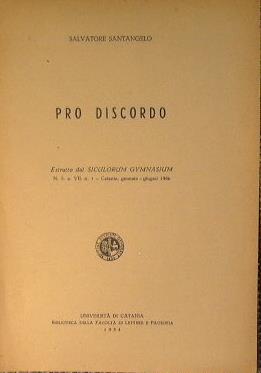 SALVATORE SANTANGELO
PRO DISCORDO
Estratto dal SICULORUM GYMNASIUM
N. S. a. VII. n. 1 - Catania, gennaio - giugno
UNIVERSITÀ DI CATANIA
BIBLIOTECA DELLA FACOLTÀ DI LETTERE E FILOSOFIA
1954